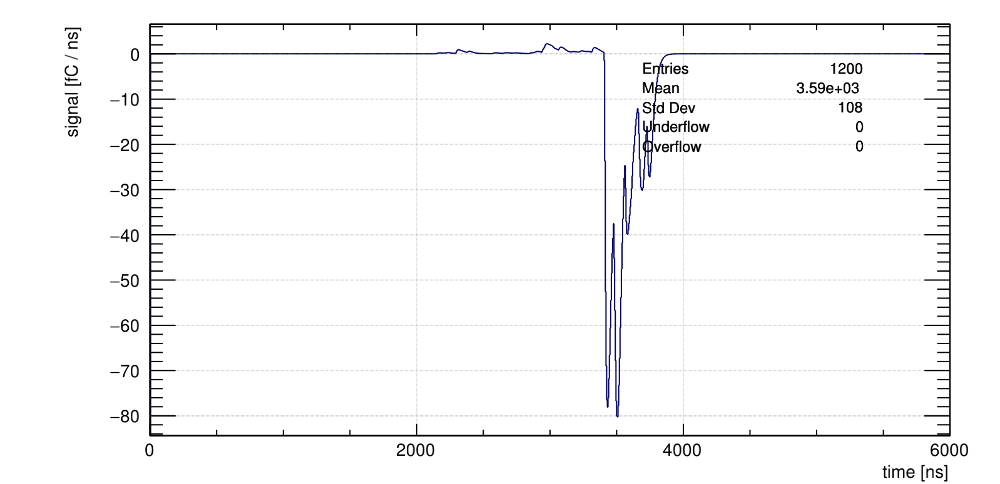 signal [fC / ns]
0
−10
−20
−30
−40
−50
−60
−70
−80
Entries 1200
Mean 3.59e+03
Std Dev 108
Underflow 0
Overflow 0
0 2000 4000 6000
time [ns]